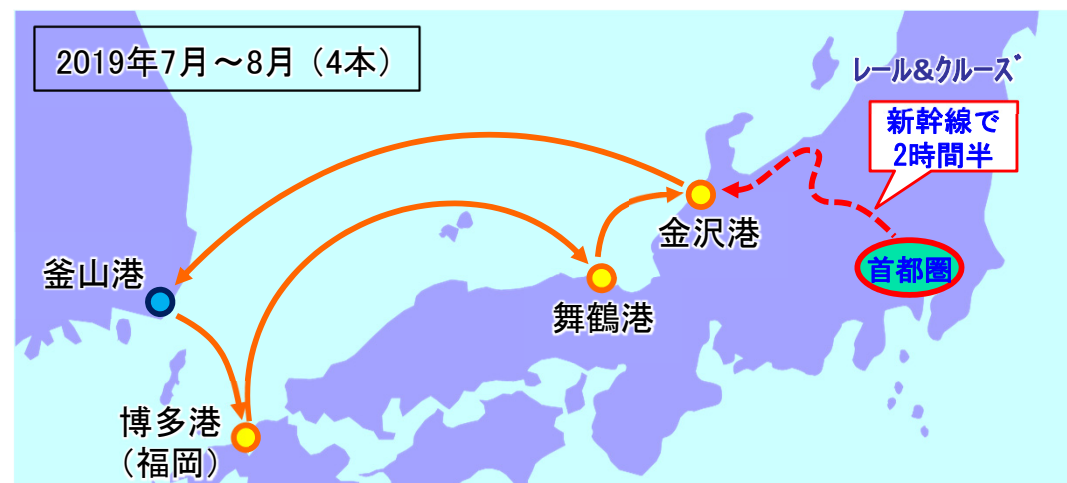 2019年7月～8月（4本）
レール&クルーズ
新幹線で
2時間半
金沢港
首都圏
釜山港
舞鶴港
博多港
（福岡）